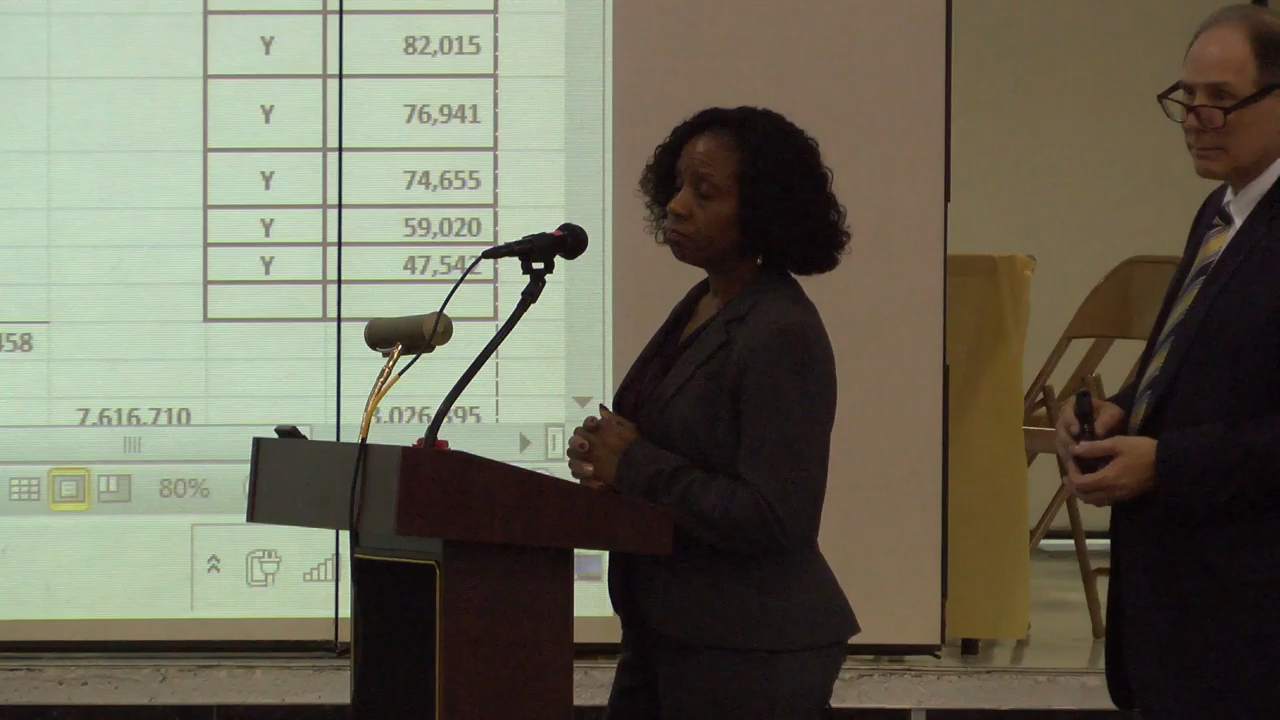 Y 82,015
Y 76,941
Y 74,655
Y 59,020
Y 47,542
458
7,616,710
80%